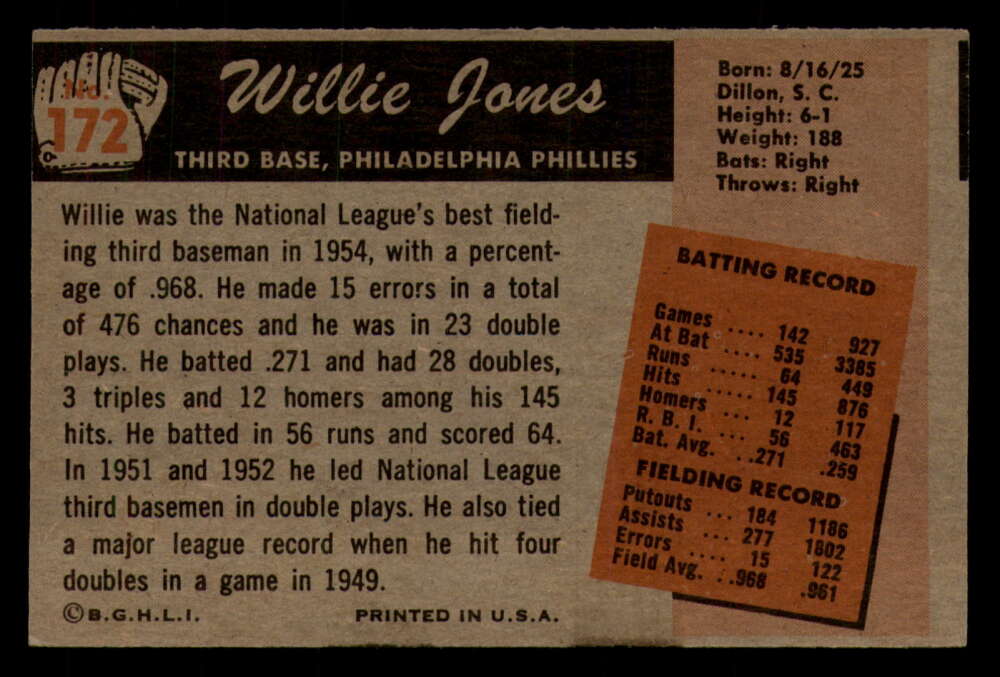 No.
172
Willie Jones
THIRD BASE, PHILADELPHIA PHILLIES
Born: 8/16/25
Dillon, S. C.
Height: 6-1
Weight: 188
Bats: Right
Throws: Right
Willie was the National League's best field-
ing third baseman in 1954, with a percent-
age of .968. He made 15 errors in a total
of 476 chances and he was in 23 double
plays. He batted .271 and had 28 doubles,
3 triples and 12 homers among his 145
hits. He batted in 56 runs and scored 64.
In 1951 and 1952 he led National League
third basemen in double plays. He also tied
a major league record when he hit four
doubles in a game in 1949.
©B.G.H.L.I. PRINTED IN U.S.A.
BATTING RECORD
Games .... 142 927
At Bat .... 535 3385
Runs ..... 64 449
Hits ..... 145 876
Homers ... 12 117
R. B. I. ... 56 463
Bat. Avg. ..271 .259
FIELDING RECORD
Putouts ... 184 1186
Assists ... 277 1802
Errors .... 15 122
Field Avg. ..968 .961